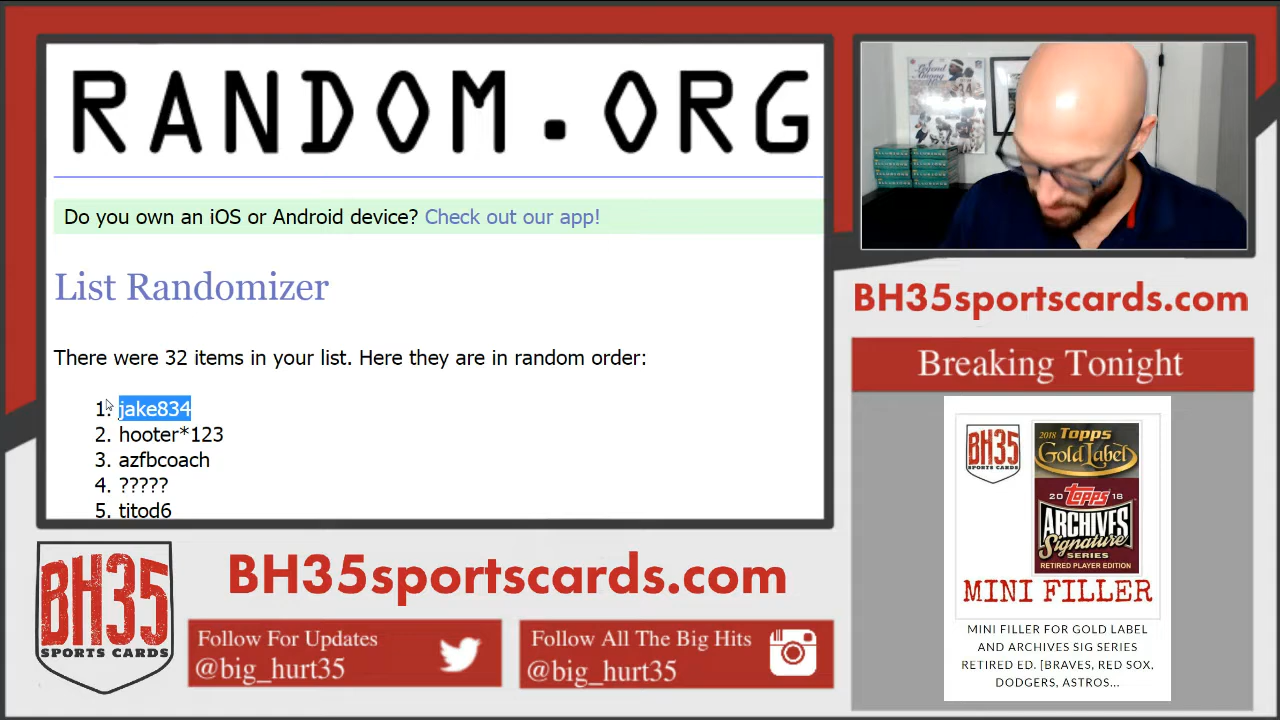 RANDOM.ORG
Do you own an iOS or Android device? Check out our app!
List Randomizer
There were 32 items in your list. Here they are in random order:
1. jake834
2. hooter*123
3. azfbcoach
4. ?????
5. titod6
BH35sportscards.com
Breaking Tonight
BH35
SPORTS CARDS
2018 Topps
Gold Label
20 Topps 18
ARCHIVES
Signature
SERIES
RETIRED PLAYER EDITION
MINI FILLER
MINI FILLER FOR GOLD LABEL
AND ARCHIVES SIG SERIES
RETIRED ED. [BRAVES, RED SOX,
DODGERS, ASTROS...
BH35
SPORTS CARDS
BH35sportscards.com
Follow For Updates
@big_hurt35
Follow All The Big Hits
@big_hurt35